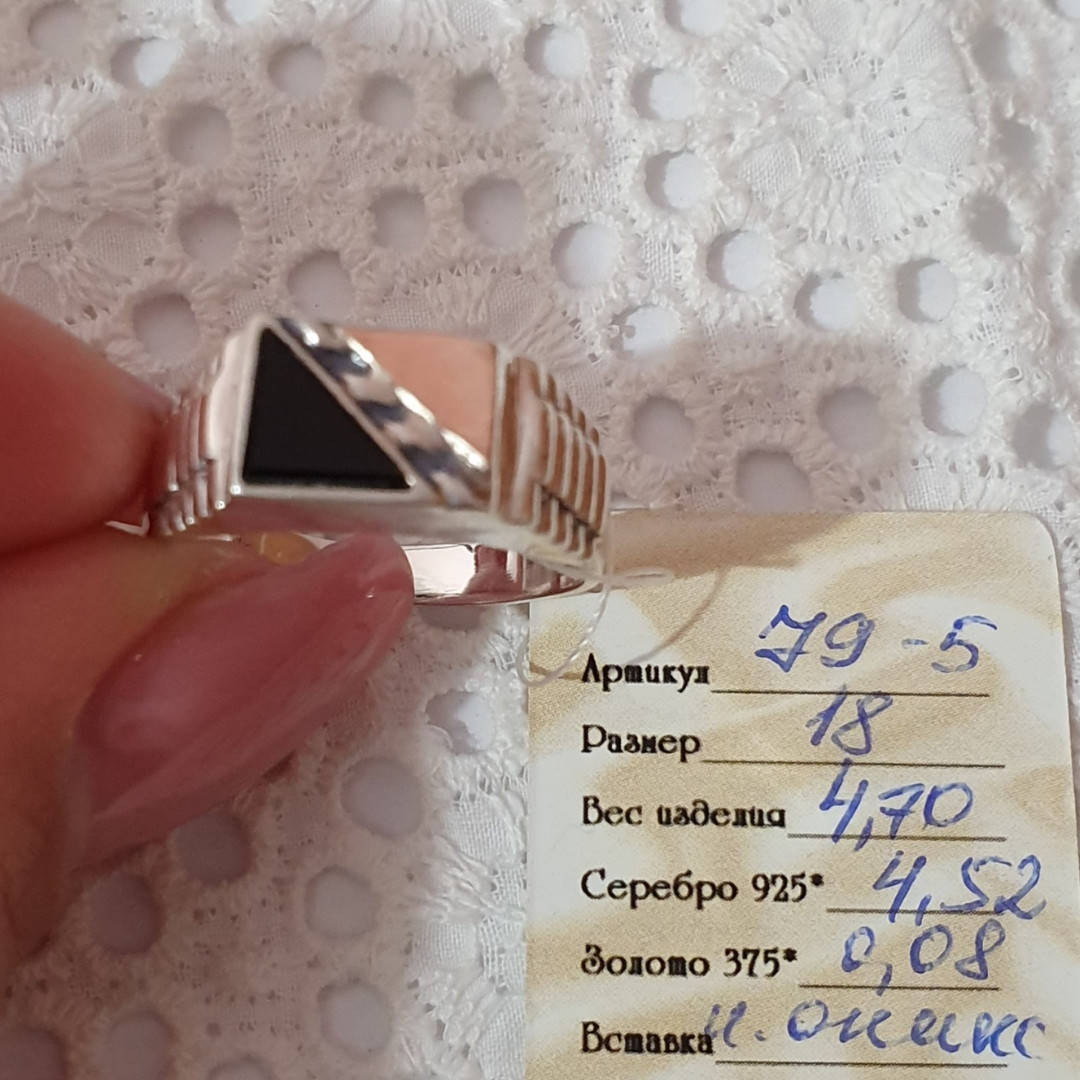 Артикул 79-5
Размер 18
Вес изделия 4,70
Серебро 925* 4,52
Золото 375* 0,08
Вставка и. оникс